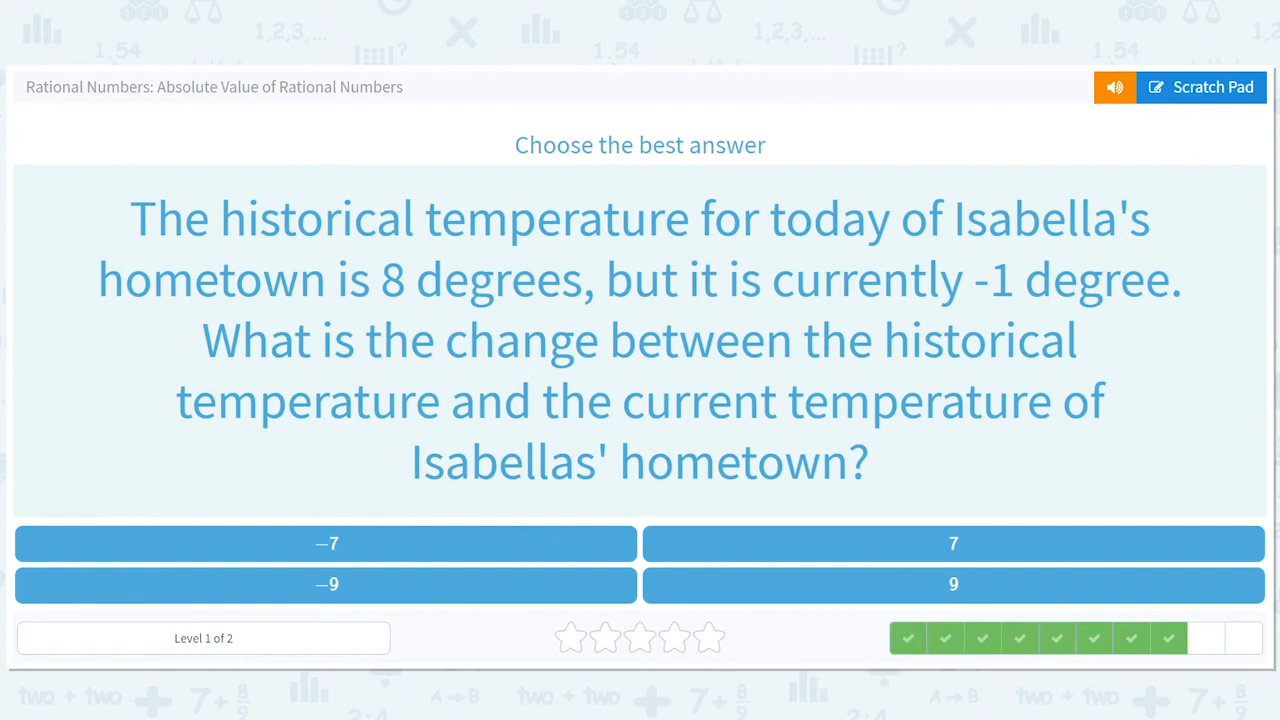 Rational Numbers: Absolute Value of Rational Numbers
Scratch Pad
Choose the best answer
The historical temperature for today of Isabella's
hometown is 8 degrees, but it is currently -1 degree.
What is the change between the historical
temperature and the current temperature of
Isabellas' hometown?
−7
7
−9
9
Level 1 of 2